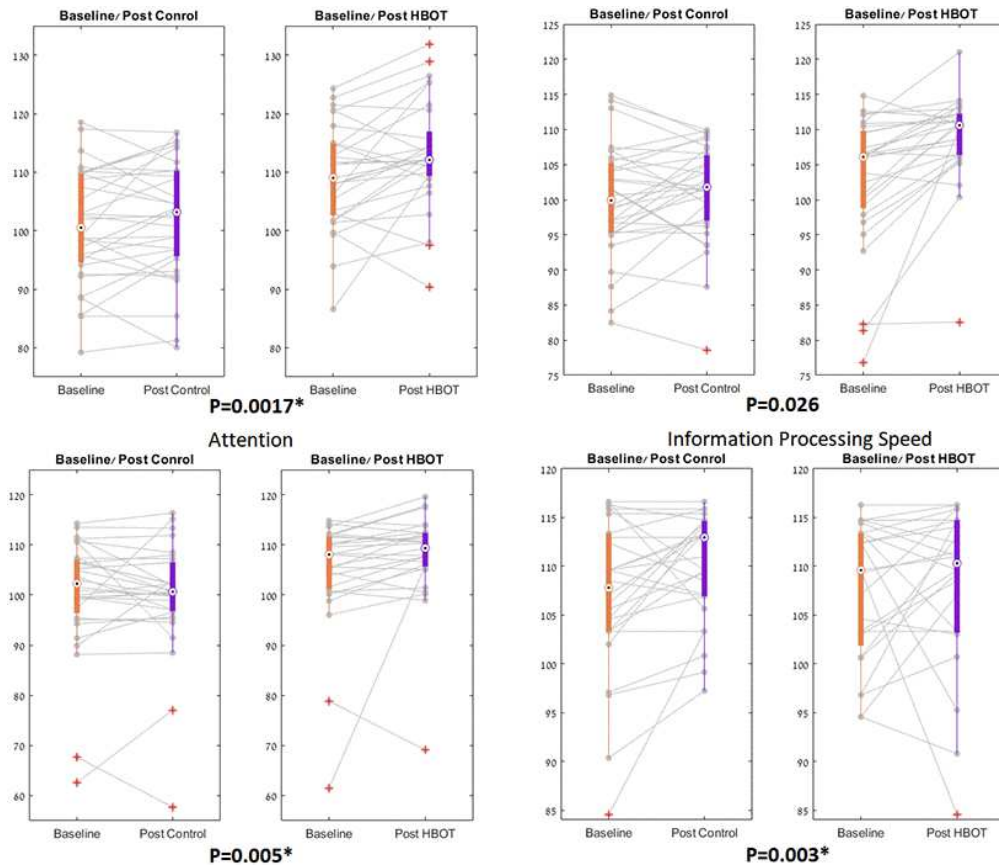 Baseline/Post Conrol
Baseline/Post HBOT
130
120
110
100
90
80
Baseline
Post Control
130
120
110
100
90
80
Baseline
Post HBOT
P=0.0017*
Baseline/Post Conrol
Baseline/Post HBOT
125
120
115
110
105
100
95
90
85
80
75
Baseline
Post Control
125
120
115
110
105
100
95
90
85
80
75
Baseline
Post HBOT
P=0.026
Attention
Baseline/Post Conrol
Baseline/Post HBOT
120
110
100
90
80
70
60
Baseline
Post Control
120
110
100
90
80
70
60
Baseline
Post HBOT
P=0.005*
Information Processing Speed
Baseline/Post Conrol
Baseline/Post HBOT
120
115
110
105
100
95
90
85
Baseline
Post Control
120
115
110
105
100
95
90
85
Baseline
Post HBOT
P=0.003*